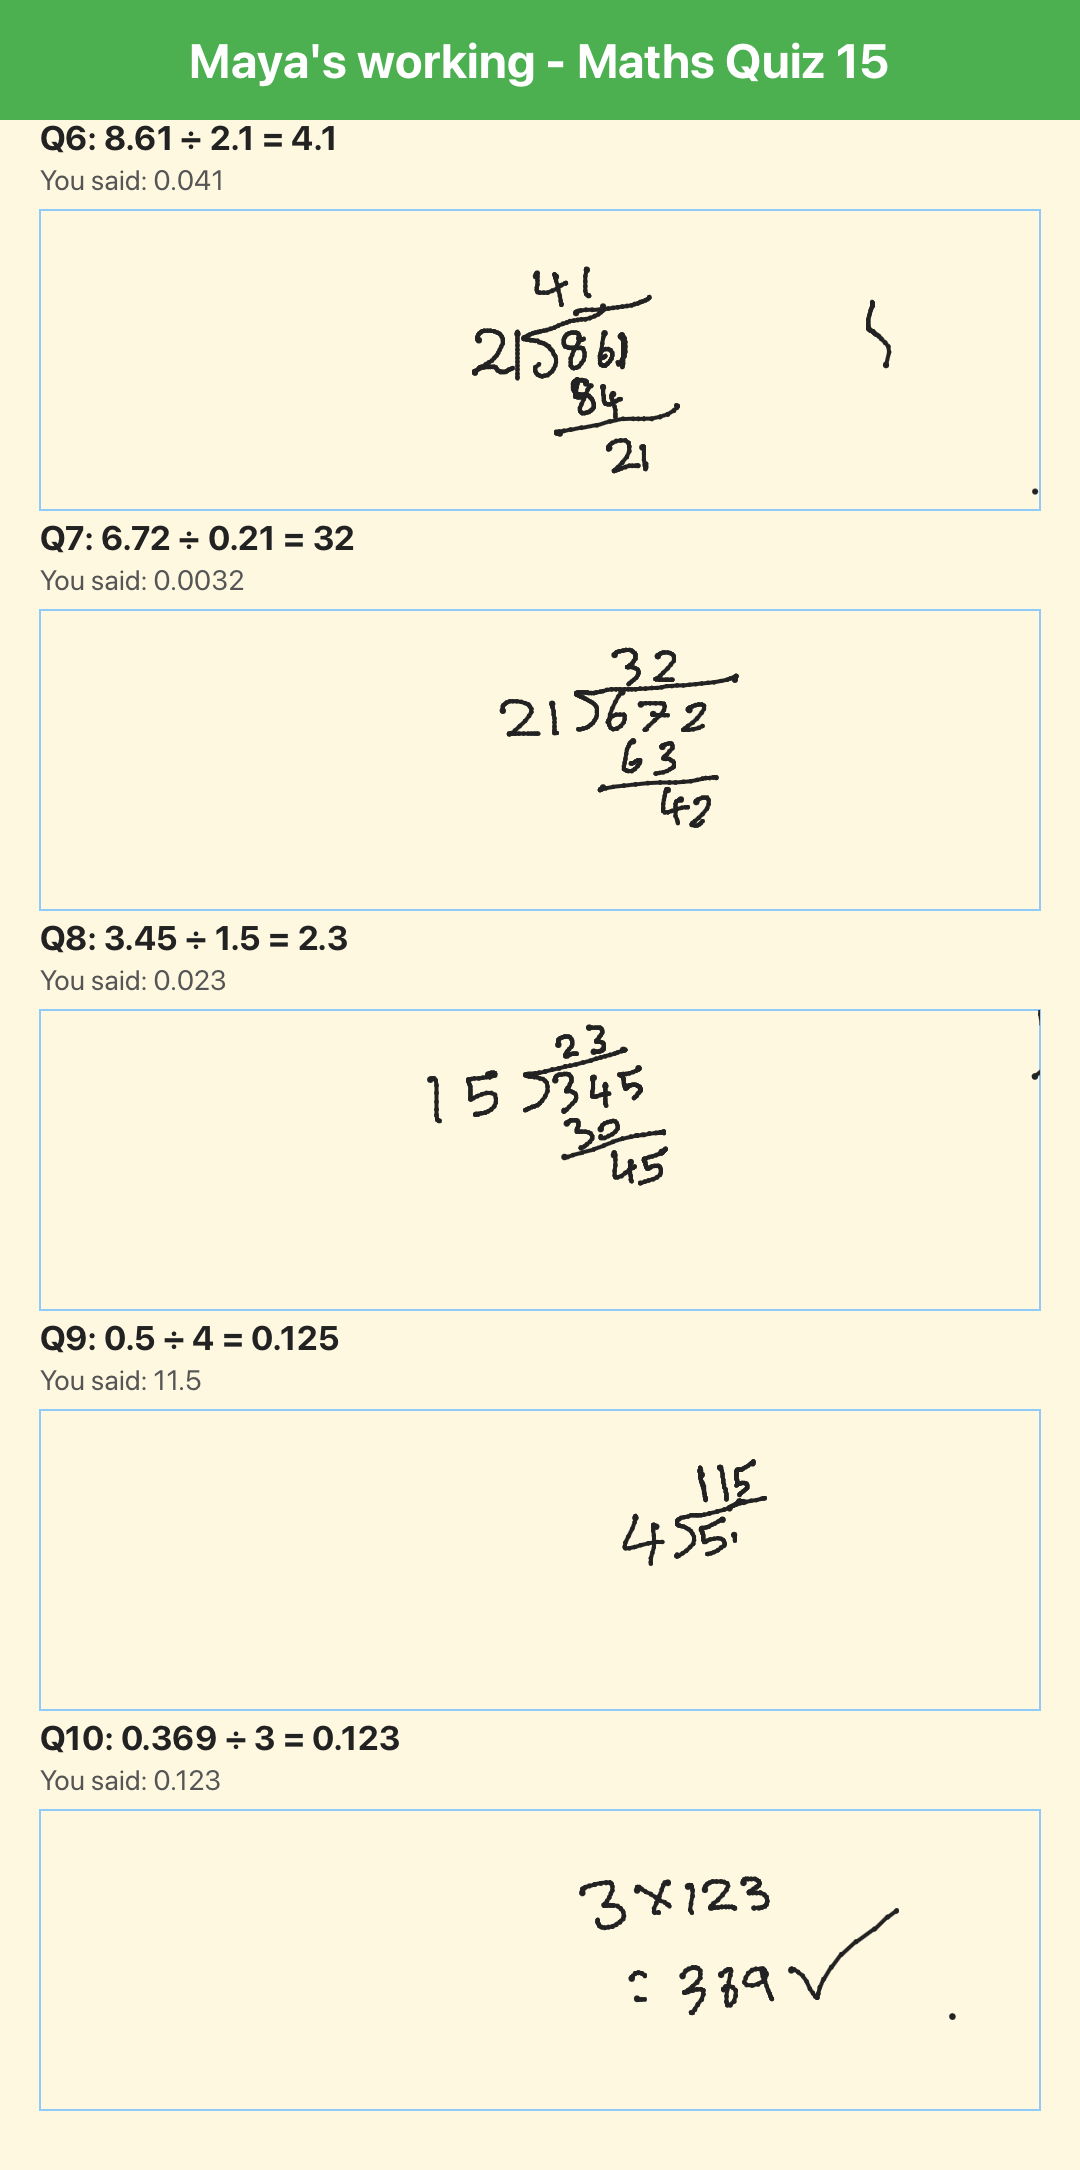 Maya's working - Maths Quiz 15
Q6: 8.61 ÷ 2.1 = 4.1
You said: 0.041
41
21 861
84
21
Q7: 6.72 ÷ 0.21 = 32
You said: 0.0032
32
21 672
63
42
Q8: 3.45 ÷ 1.5 = 2.3
You said: 0.023
23
15 345
30
45
Q9: 0.5 ÷ 4 = 0.125
You said: 11.5
115
4 5.
Q10: 0.369 ÷ 3 = 0.123
You said: 0.123
3×123
= ✓